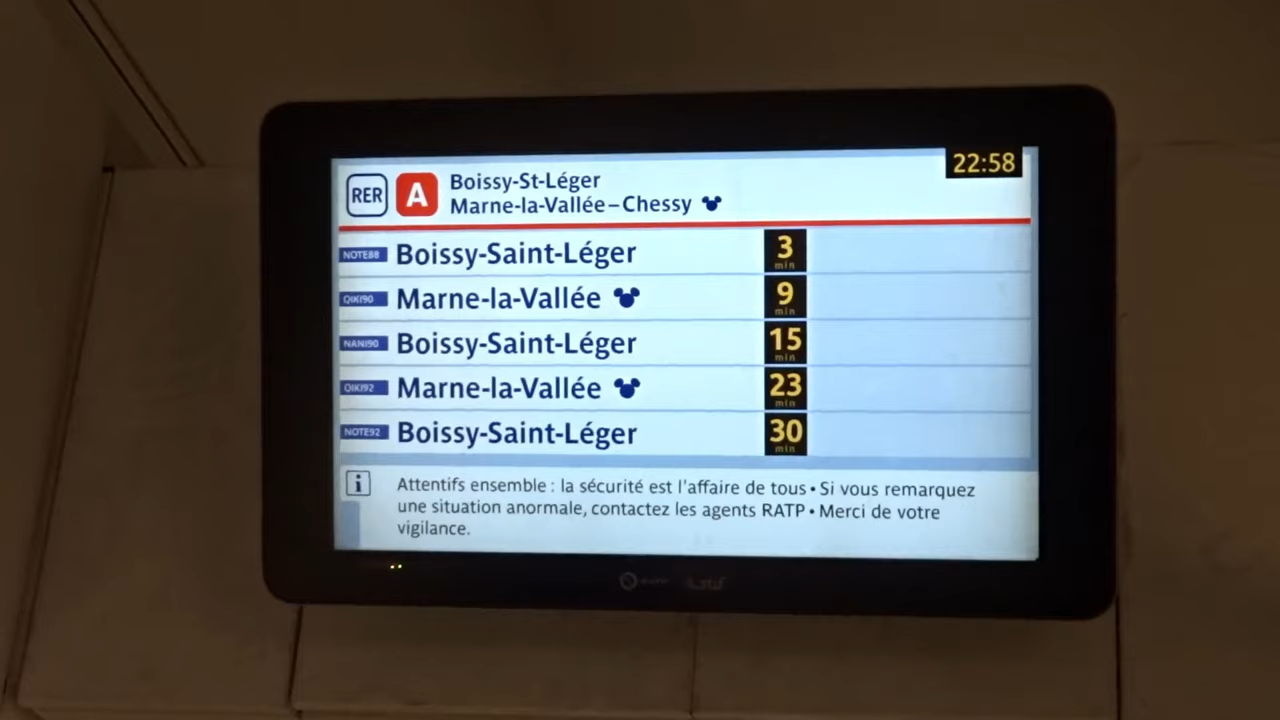 22:58
RER A Boissy-St-Léger
Marne-la-Vallée–Chessy
NOTE88 Boissy-Saint-Léger 3 min
QIKI90 Marne-la-Vallée 9 min
NANI90 Boissy-Saint-Léger 15 min
QIKI92 Marne-la-Vallée 23 min
NOTE92 Boissy-Saint-Léger 30 min
i Attentifs ensemble : la sécurité est l'affaire de tous • Si vous remarquez
une situation anormale, contactez les agents RATP • Merci de votre
vigilance.